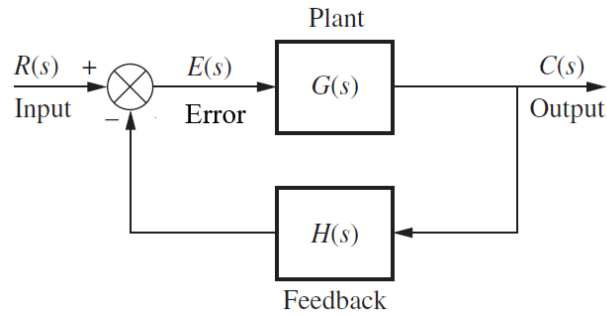 Plant
R(s) + E(s) G(s) C(s)
Input − Error Output
H(s)
Feedback